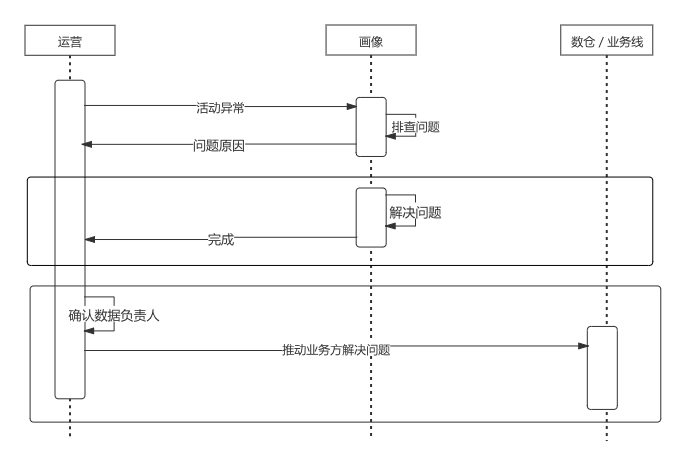 运营
画像
数仓 / 业务线
活动异常
排查问题
问题原因
解决问题
完成
确认数据负责人
推动业务方解决问题